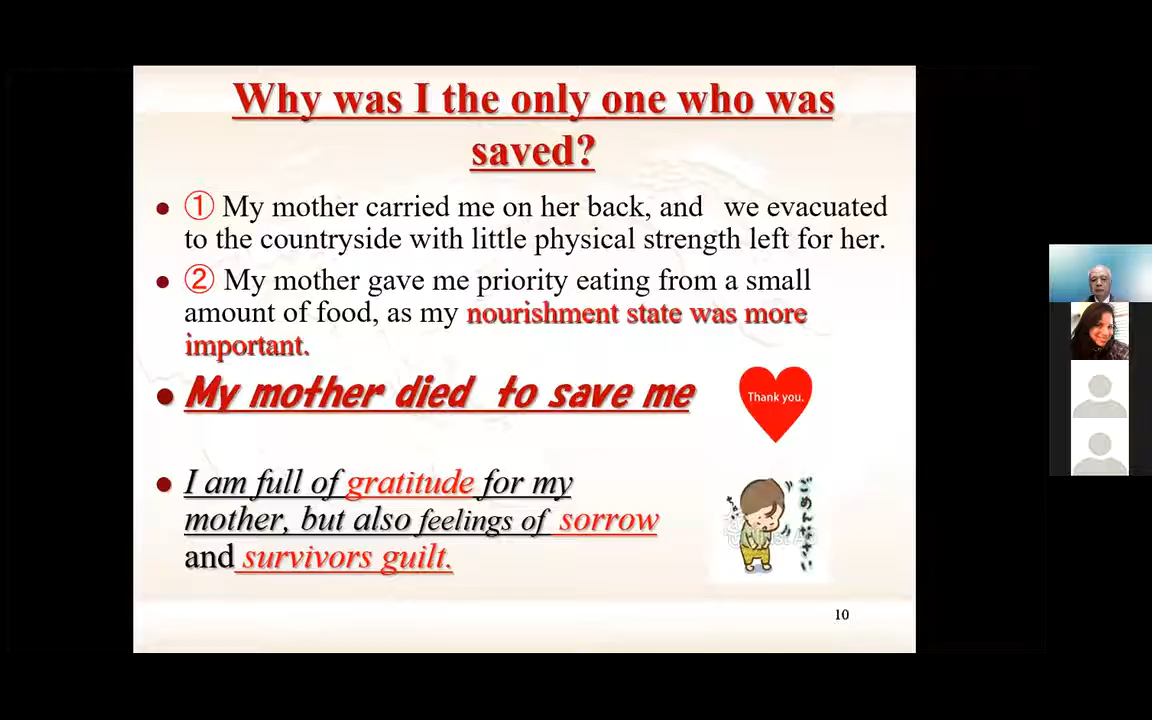 Why was I the only one who was
saved?
• ① My mother carried me on her back, and we evacuated
to the countryside with little physical strength left for her.
• ② My mother gave me priority eating from a small
amount of food, as my nourishment state was more
important.
• My mother died to save me
Thank you.
• I am full of gratitude for my
mother, but also feelings of sorrow
and survivors guilt.
ごめんなさい
10